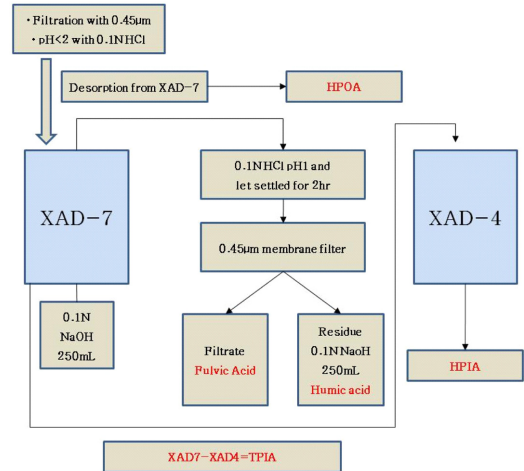 • Filtration with 0.45μm
• pH<2 with 0.1NHCl
Desorption from XAD-7
HPOA
XAD-7
0.1NHCl pH1 and
let settled for 2hr
XAD-4
0.45μm membrane filter
0.1N
NaOH
250mL
Filtrate
Fulvic Acid
Residue
0.1NNaoH
250mL
Humic acid
HPIA
XAD7-XAD4=TPIA